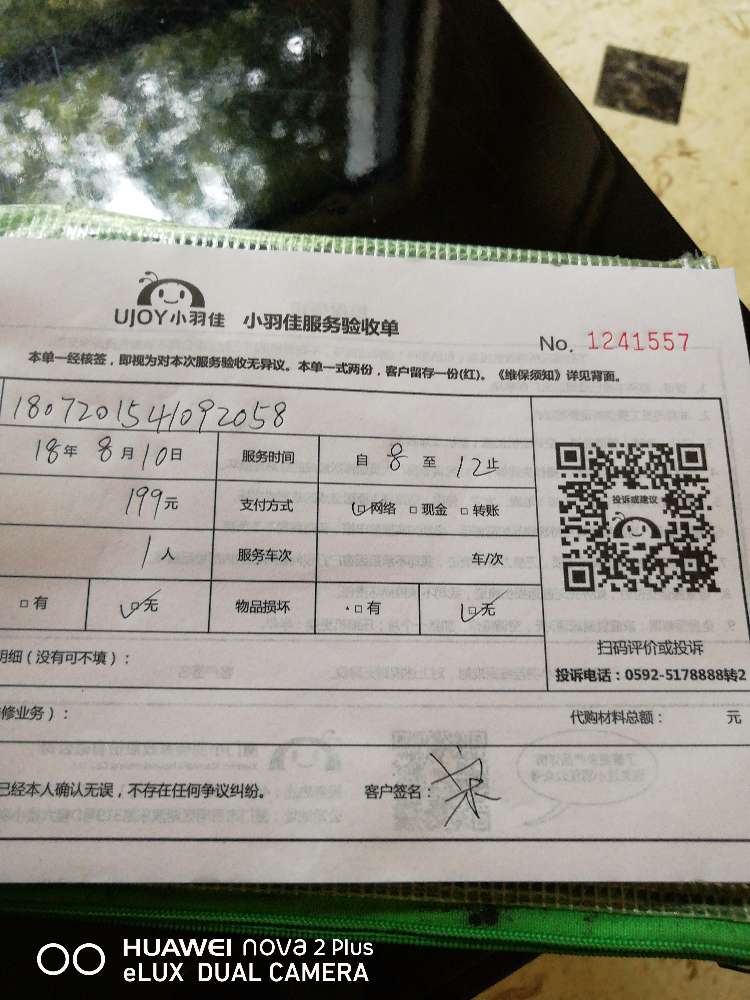 UJOY小羽佳 小羽佳服务验收单
No. 1241557
本单一经核签，即视为对本次服务验收无异议。本单一式两份，客户留存一份(红)。《维保须知》详见背面。
1807201541092058
18年 8月10日 服务时间 自 8 至 12止
199元 支付方式 □网络 □现金 □转账
投诉或建议
1人 服务车次 车/次
□有 □无 物品损坏 □有 □无
扫码评价或投诉
明细（没有可不填）：
投诉电话：0592-5178888转2
修业务）： 代购材料总额： 元
已经本人确认无误，不存在任何争议纠纷。 客户签名：
HUAWEI nova 2 Plus
eLUX DUAL CAMERA